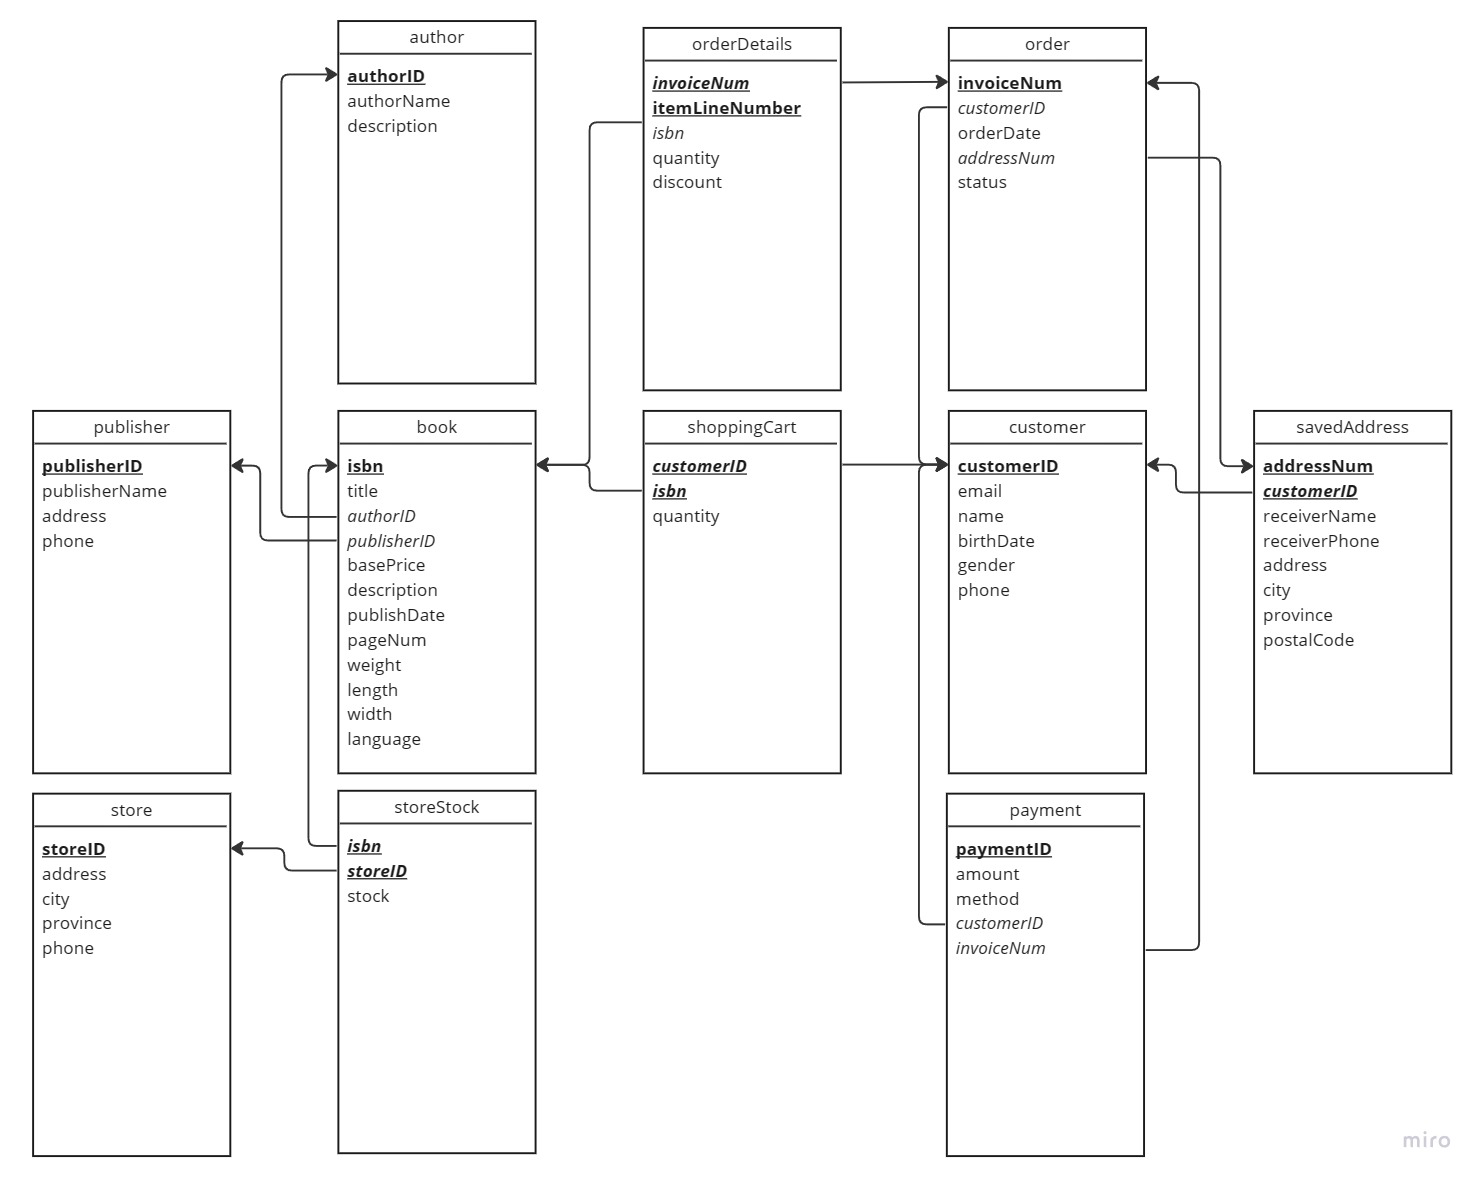 author
authorID
authorName
description
orderDetails
invoiceNum
itemLineNumber
isbn
quantity
discount
order
invoiceNum
customerID
orderDate
addressNum
status
publisher
publisherID
publisherName
address
phone
book
isbn
title
authorID
publisherID
basePrice
description
publishDate
pageNum
weight
length
width
language
shoppingCart
customerID
isbn
quantity
customer
customerID
email
name
birthDate
gender
phone
savedAddress
addressNum
customerID
receiverName
receiverPhone
address
city
province
postalCode
store
storeID
address
city
province
phone
storeStock
isbn
storeID
stock
payment
paymentID
amount
method
customerID
invoiceNum
miro